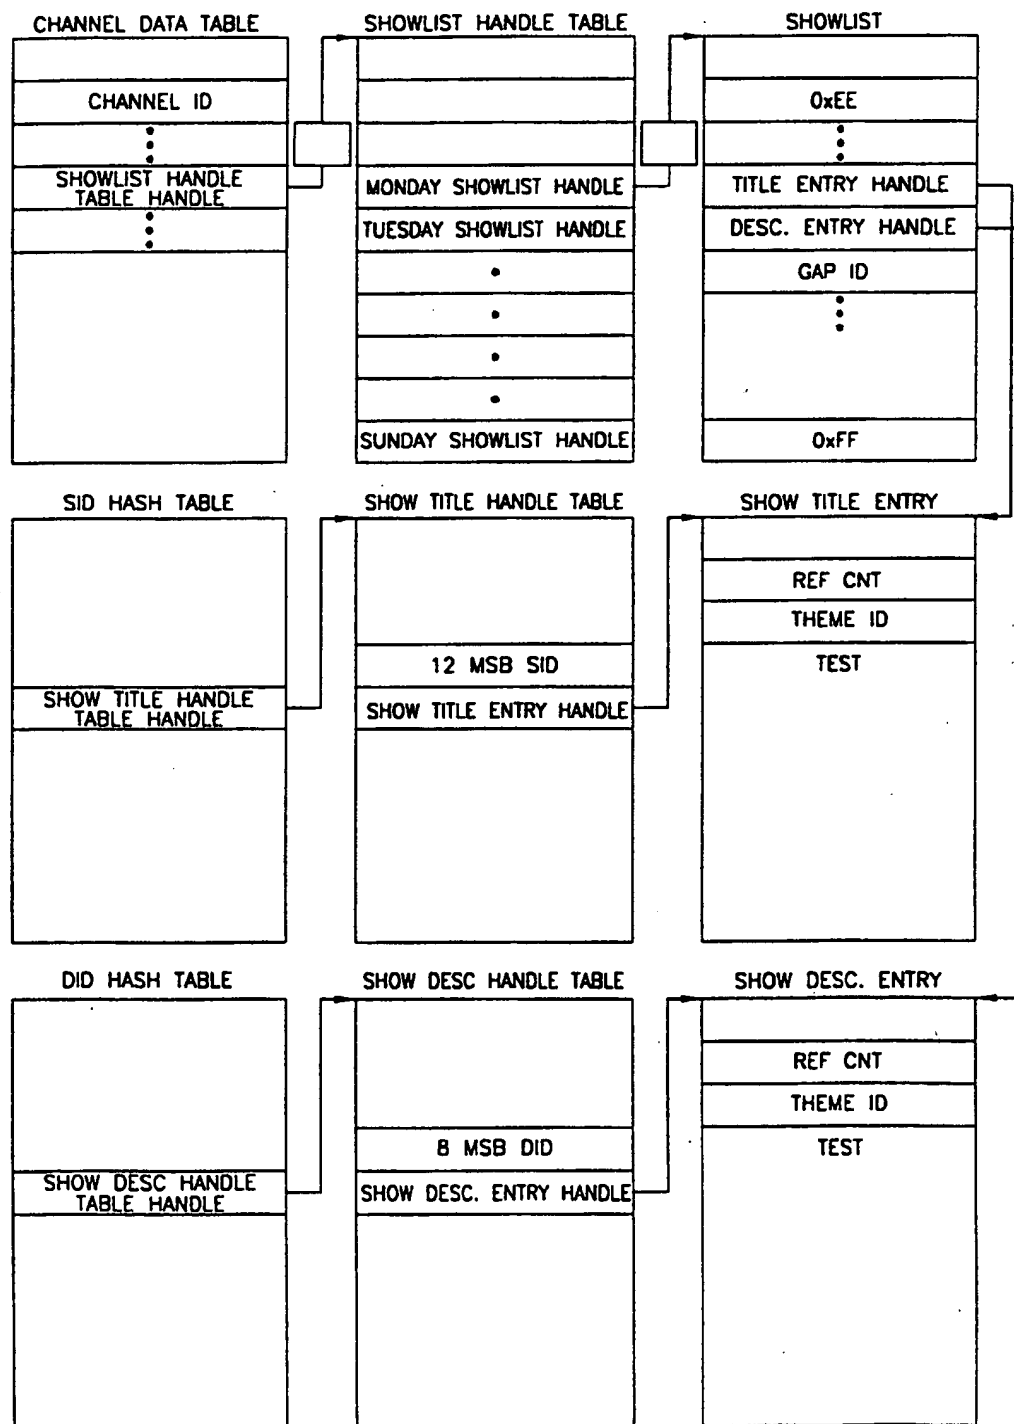 CHANNEL DATA TABLE
CHANNEL ID
SHOWLIST HANDLE
TABLE HANDLE
SHOWLIST HANDLE TABLE
MONDAY SHOWLIST HANDLE
TUESDAY SHOWLIST HANDLE
SUNDAY SHOWLIST HANDLE
SHOWLIST
0xEE
TITLE ENTRY HANDLE
DESC. ENTRY HANDLE
GAP ID
0xFF
SID HASH TABLE
SHOW TITLE HANDLE
TABLE HANDLE
SHOW TITLE HANDLE TABLE
12 MSB SID
SHOW TITLE ENTRY HANDLE
SHOW TITLE ENTRY
REF CNT
THEME ID
TEST
DID HASH TABLE
SHOW DESC HANDLE
TABLE HANDLE
SHOW DESC HANDLE TABLE
8 MSB DID
SHOW DESC. ENTRY HANDLE
SHOW DESC. ENTRY
REF CNT
THEME ID
TEST